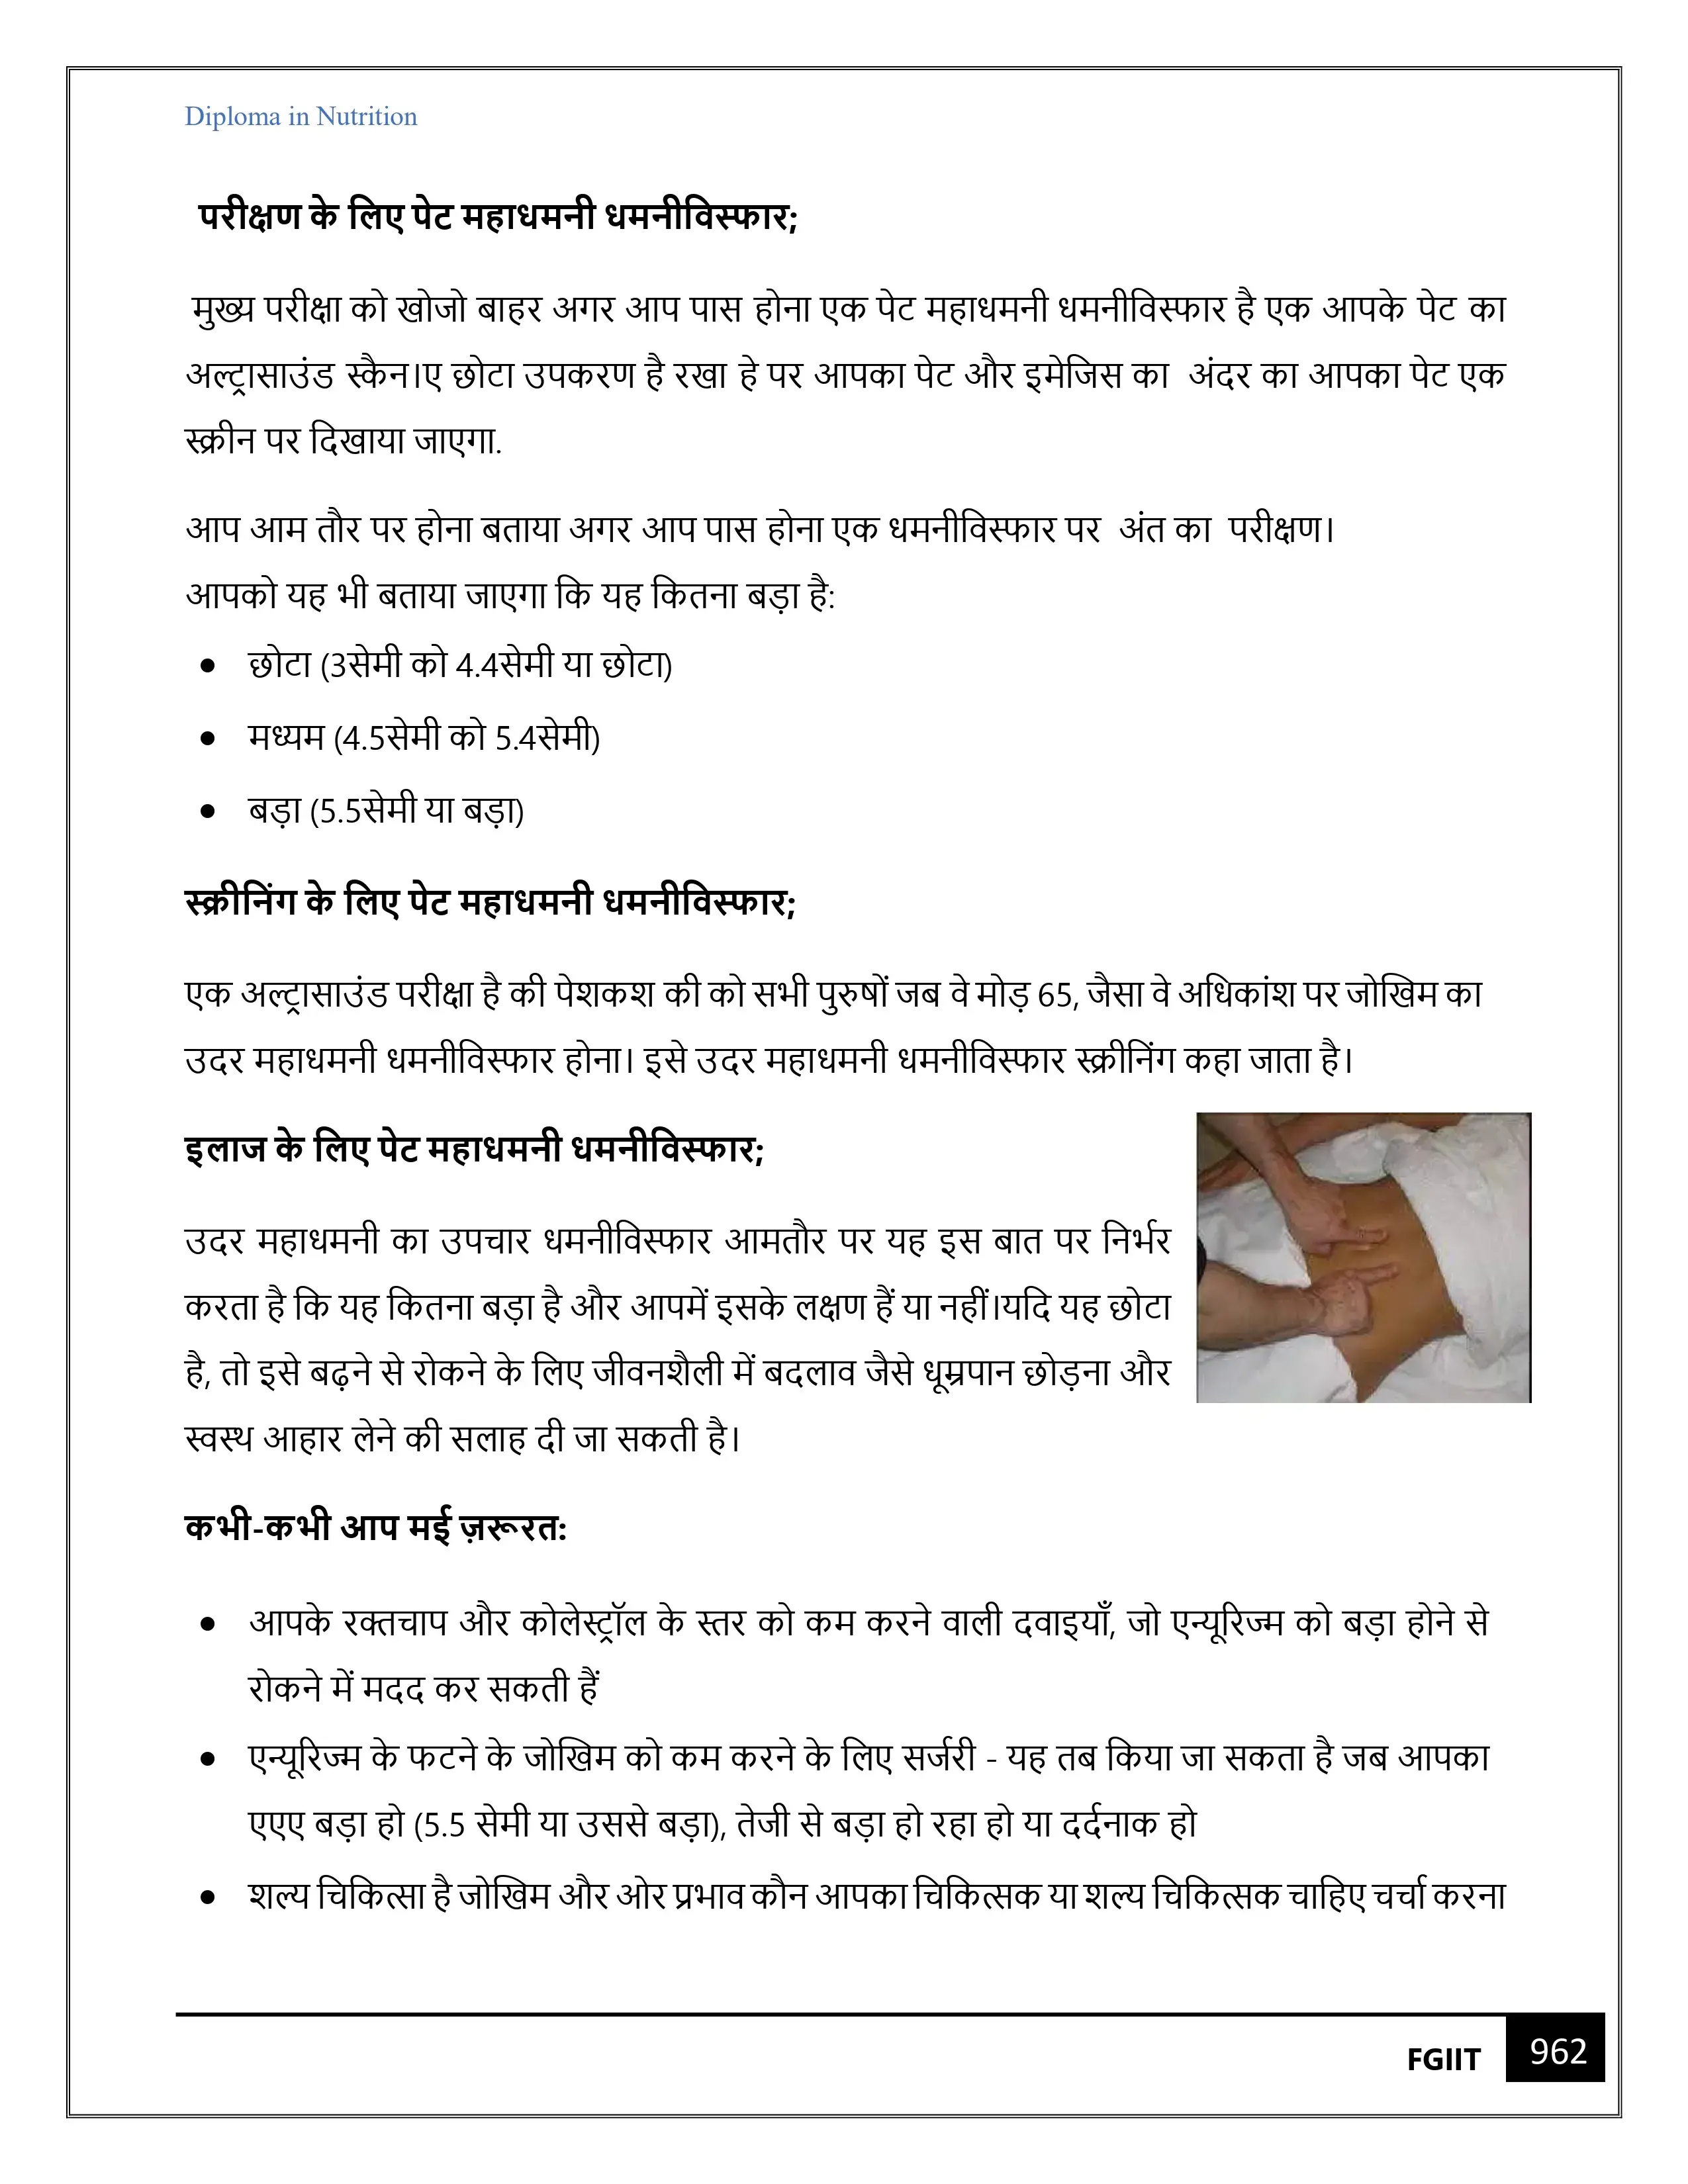 Diploma in Nutrition
परीक्षण के लिए पेट महाधमनी धमनीविस्फार;
मुख्य परीक्षा को खोजो बाहर अगर आप पास होना एक पेट महाधमनी धमनीविस्फार है एक आपके पेट का
अल्ट्रासाउंड स्कैन।ए छोटा उपकरण है रखा हे पर आपका पेट और इमेजिस का अंदर का आपका पेट एक
स्क्रीन पर दिखाया जाएगा.
आप आम तौर पर होना बताया अगर आप पास होना एक धमनीविस्फार पर अंत का परीक्षण।
आपको यह भी बताया जाएगा कि यह कितना बड़ा है:
• छोटा (3सेमी को 4.4सेमी या छोटा)
• मध्यम (4.5सेमी को 5.4सेमी)
• बड़ा (5.5सेमी या बड़ा)
स्क्रीनिंग के लिए पेट महाधमनी धमनीविस्फार;
एक अल्ट्रासाउंड परीक्षा है की पेशकश की को सभी पुरुषों जब वे मोड़ 65, जैसा वे अधिकांश पर जोखिम का
उदर महाधमनी धमनीविस्फार होना। इसे उदर महाधमनी धमनीविस्फार स्क्रीनिंग कहा जाता है।
इलाज के लिए पेट महाधमनी धमनीविस्फार;
उदर महाधमनी का उपचार धमनीविस्फार आमतौर पर यह इस बात पर निर्भर
करता है कि यह कितना बड़ा है और आपमें इसके लक्षण हैं या नहीं।यदि यह छोटा
है, तो इसे बढ़ने से रोकने के लिए जीवनशैली में बदलाव जैसे धूम्रपान छोड़ना और
स्वस्थ आहार लेने की सलाह दी जा सकती है।
कभी-कभी आप मई ज़रूरत:
• आपके रक्तचाप और कोलेस्ट्रॉल के स्तर को कम करने वाली दवाइयाँ, जो एन्यूरिज्म को बड़ा होने से
रोकने में मदद कर सकती हैं
• एन्यूरिज्म के फटने के जोखिम को कम करने के लिए सर्जरी - यह तब किया जा सकता है जब आपका
एएए बड़ा हो (5.5 सेमी या उससे बड़ा), तेजी से बड़ा हो रहा हो या दर्दनाक हो
• शल्य चिकित्सा है जोखिम और ओर प्रभाव कौन आपका चिकित्सक या शल्य चिकित्सक चाहिए चर्चा करना
FGIIT 962